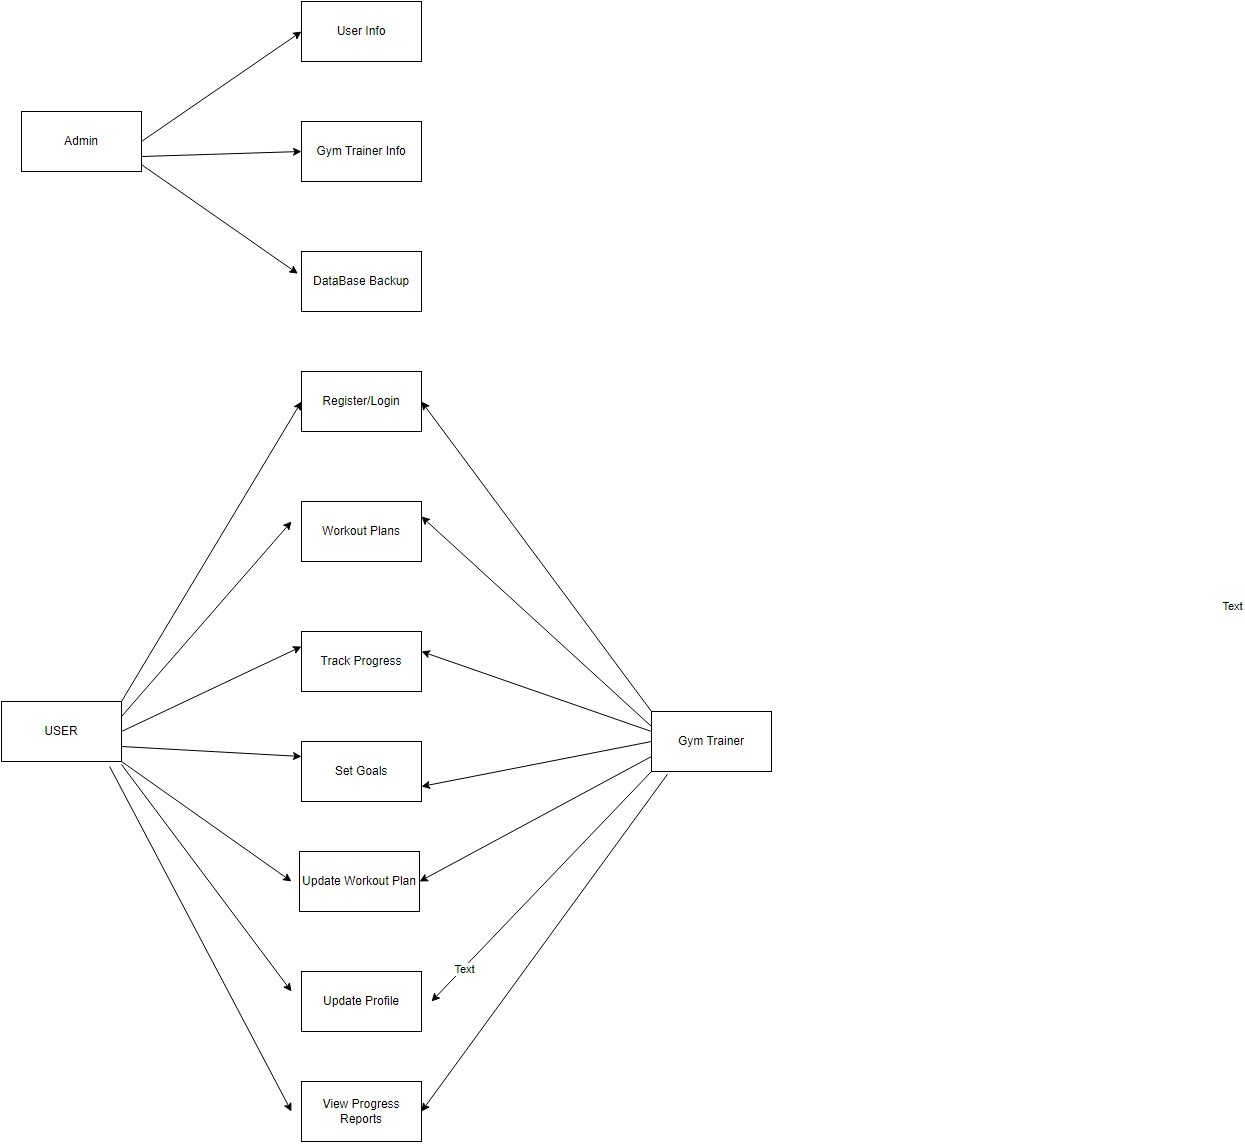 User Info
Admin
Gym Trainer Info
DataBase Backup
Register/Login
Workout Plans
Text
Track Progress
USER
Gym Trainer
Set Goals
Update Workout Plan
Text
Update Profile
View Progress
Reports